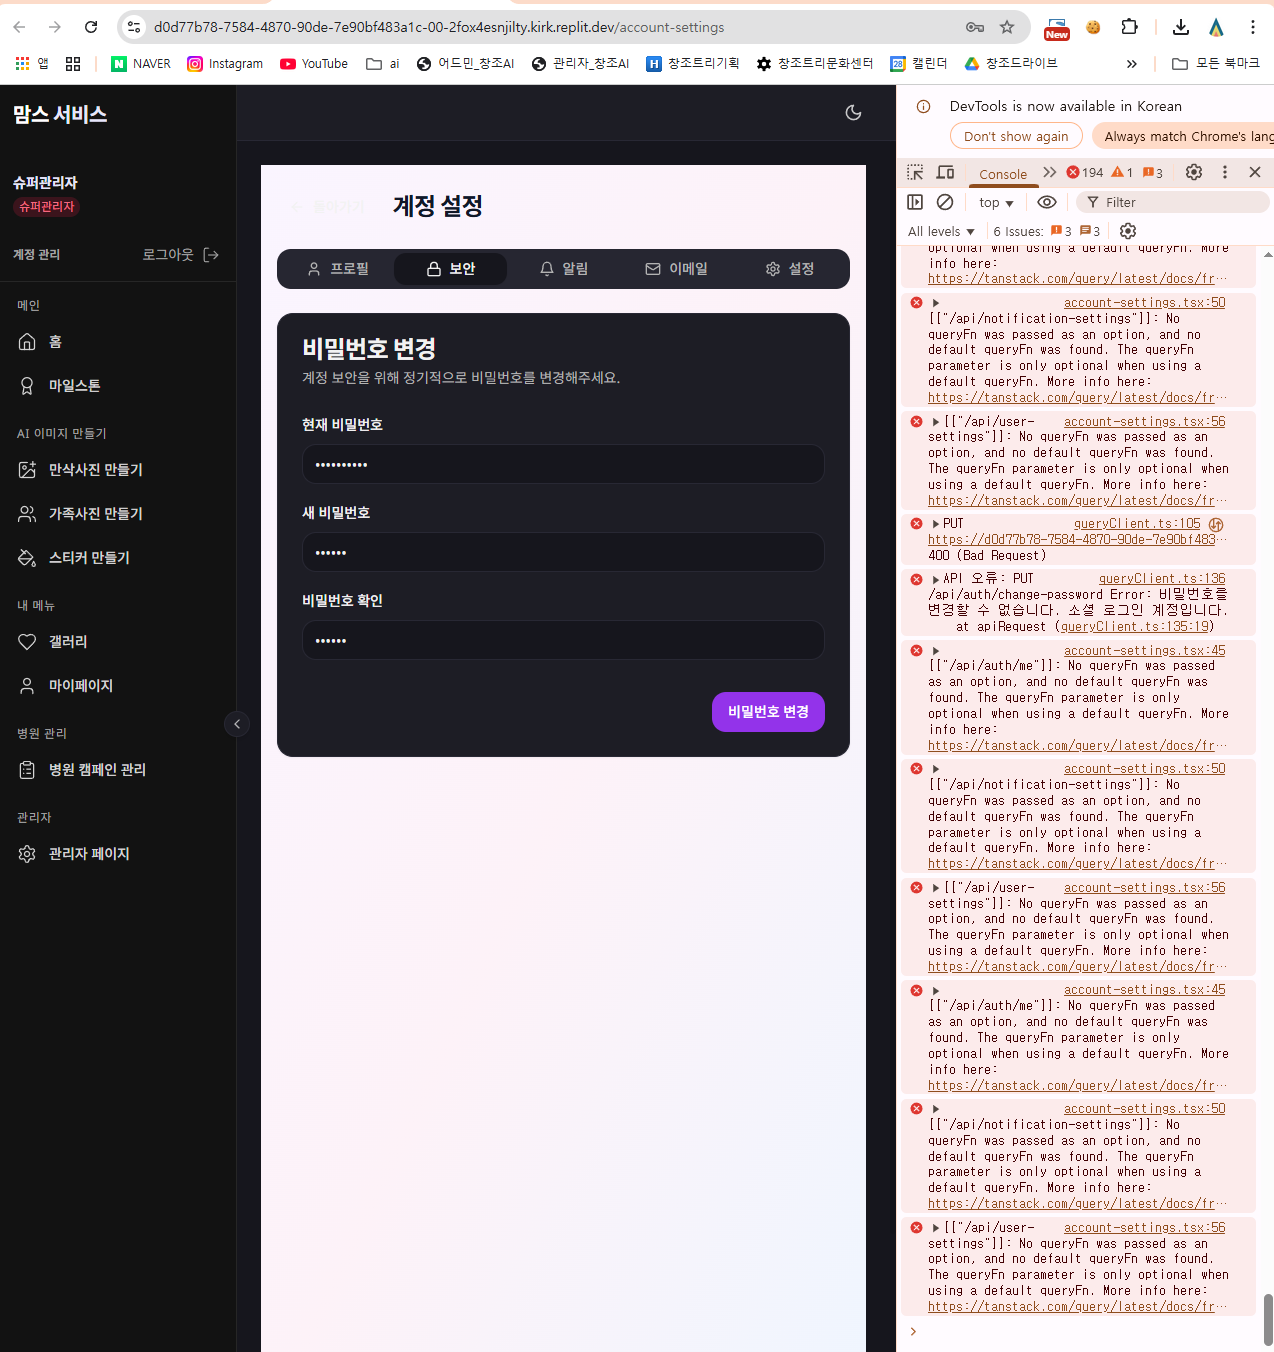 d0d77b78-7584-4870-90de-7e90bf483a1c-00-2fox4esnjilty.kirk.replit.dev/account-settings
New
앱
NAVER
Instagram
YouTube
ai
어드민_창조AI
관리자_창조AI
창조트리기획
창조트리문화센터
28
캘린더
창조드라이브
모든 북마크
맘스 서비스
슈퍼관리자
슈퍼관리자
계정 관리
로그아웃
메인
홈
마일스톤
AI 이미지 만들기
만삭사진 만들기
가족사진 만들기
스티커 만들기
내 메뉴
갤러리
마이페이지
병원 관리
병원 캠페인 관리
관리자
관리자 페이지
돌아가기
계정 설정
프로필
보안
알림
이메일
설정
비밀번호 변경
계정 보안을 위해 정기적으로 비밀번호를 변경해주세요.
현재 비밀번호
••••••••••
새 비밀번호
••••••
비밀번호 확인
••••••
비밀번호 변경
DevTools is now available in Korean
Don't show again
Always match Chrome's lang
Console
194
1
3
top
Filter
All levels
6 Issues:
3
3
optional when using a default queryFn. More
info here:
https://tanstack.com/query/latest/docs/fr…
account-settings.tsx:50
[["/api/notification-settings"]]: No
queryFn was passed as an option, and no
default queryFn was found. The queryFn
parameter is only optional when using a
default queryFn. More info here:
https://tanstack.com/query/latest/docs/fr…
[["/api/user-
account-settings.tsx:56
settings"]]: No queryFn was passed as an
option, and no default queryFn was found.
The queryFn parameter is only optional when
using a default queryFn. More info here:
https://tanstack.com/query/latest/docs/fr…
PUT
queryClient.ts:105
https://d0d77b78-7584-4870-90de-7e90bf483…
400 (Bad Request)
API 오류: PUT
queryClient.ts:136
/api/auth/change-password Error: 비밀번호를
변경할 수 없습니다. 소셜 로그인 계정입니다.
at apiRequest (queryClient.ts:135:19)
account-settings.tsx:45
[["/api/auth/me"]]: No queryFn was passed
as an option, and no default queryFn was
found. The queryFn parameter is only
optional when using a default queryFn. More
info here:
https://tanstack.com/query/latest/docs/fr…
account-settings.tsx:50
[["/api/notification-settings"]]: No
queryFn was passed as an option, and no
default queryFn was found. The queryFn
parameter is only optional when using a
default queryFn. More info here:
https://tanstack.com/query/latest/docs/fr…
[["/api/user-
account-settings.tsx:56
settings"]]: No queryFn was passed as an
option, and no default queryFn was found.
The queryFn parameter is only optional when
using a default queryFn. More info here:
https://tanstack.com/query/latest/docs/fr…
account-settings.tsx:45
[["/api/auth/me"]]: No queryFn was passed
as an option, and no default queryFn was
found. The queryFn parameter is only
optional when using a default queryFn. More
info here:
https://tanstack.com/query/latest/docs/fr…
account-settings.tsx:50
[["/api/notification-settings"]]: No
queryFn was passed as an option, and no
default queryFn was found. The queryFn
parameter is only optional when using a
default queryFn. More info here:
https://tanstack.com/query/latest/docs/fr…
[["/api/user-
account-settings.tsx:56
settings"]]: No queryFn was passed as an
option, and no default queryFn was found.
The queryFn parameter is only optional when
using a default queryFn. More info here:
https://tanstack.com/query/latest/docs/fr…